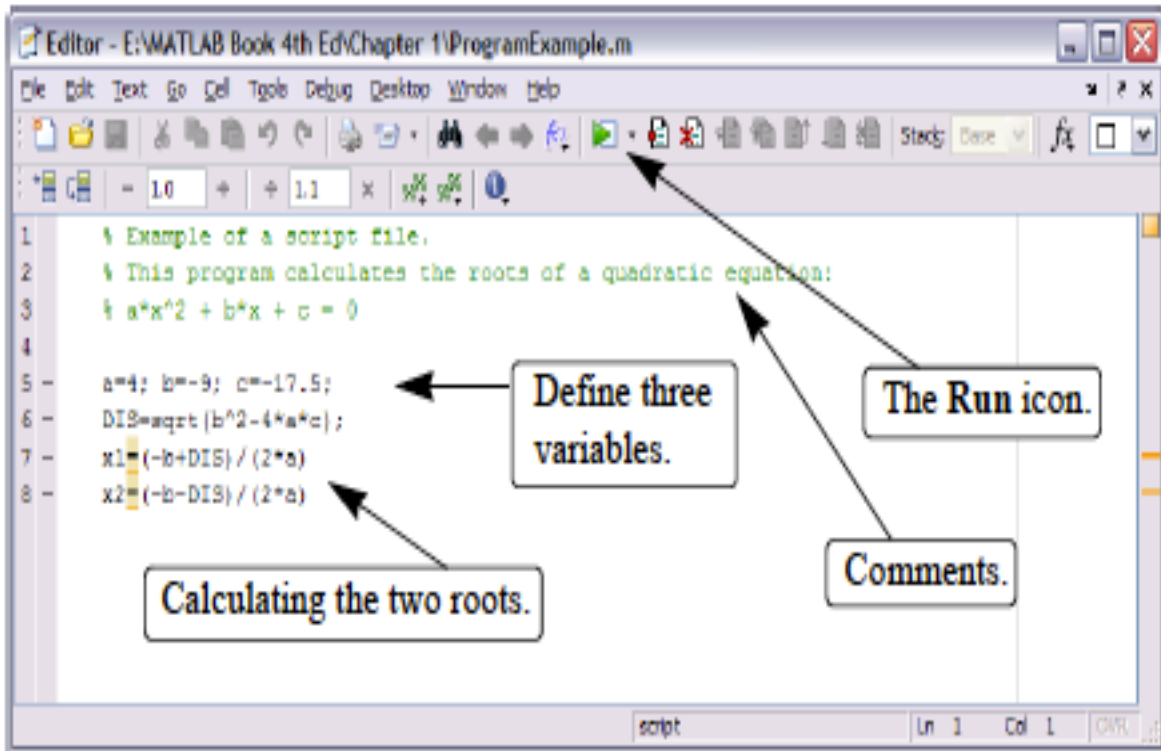 Editor - E:\MATLAB Book 4th Ed\Chapter 1\ProgramExample.m
File Edit Text Go Cell Tools Debug Desktop Window Help
Stack: Base fx
- 1.0 + ÷ 1.1 ×
1 % Example of a script file.
2 % This program calculates the roots of a quadratic equation:
3 % a*x^2 + b*x + c = 0
4
5 - a=4; b=-9; c=-17.5;
6 - DIS=sqrt(b^2-4*a*c);
7 - x1=(-b+DIS)/(2*a)
8 - x2=(-b-DIS)/(2*a)
Define three
variables.
The Run icon.
Calculating the two roots.
Comments.
script Ln 1 Col 1 OVR